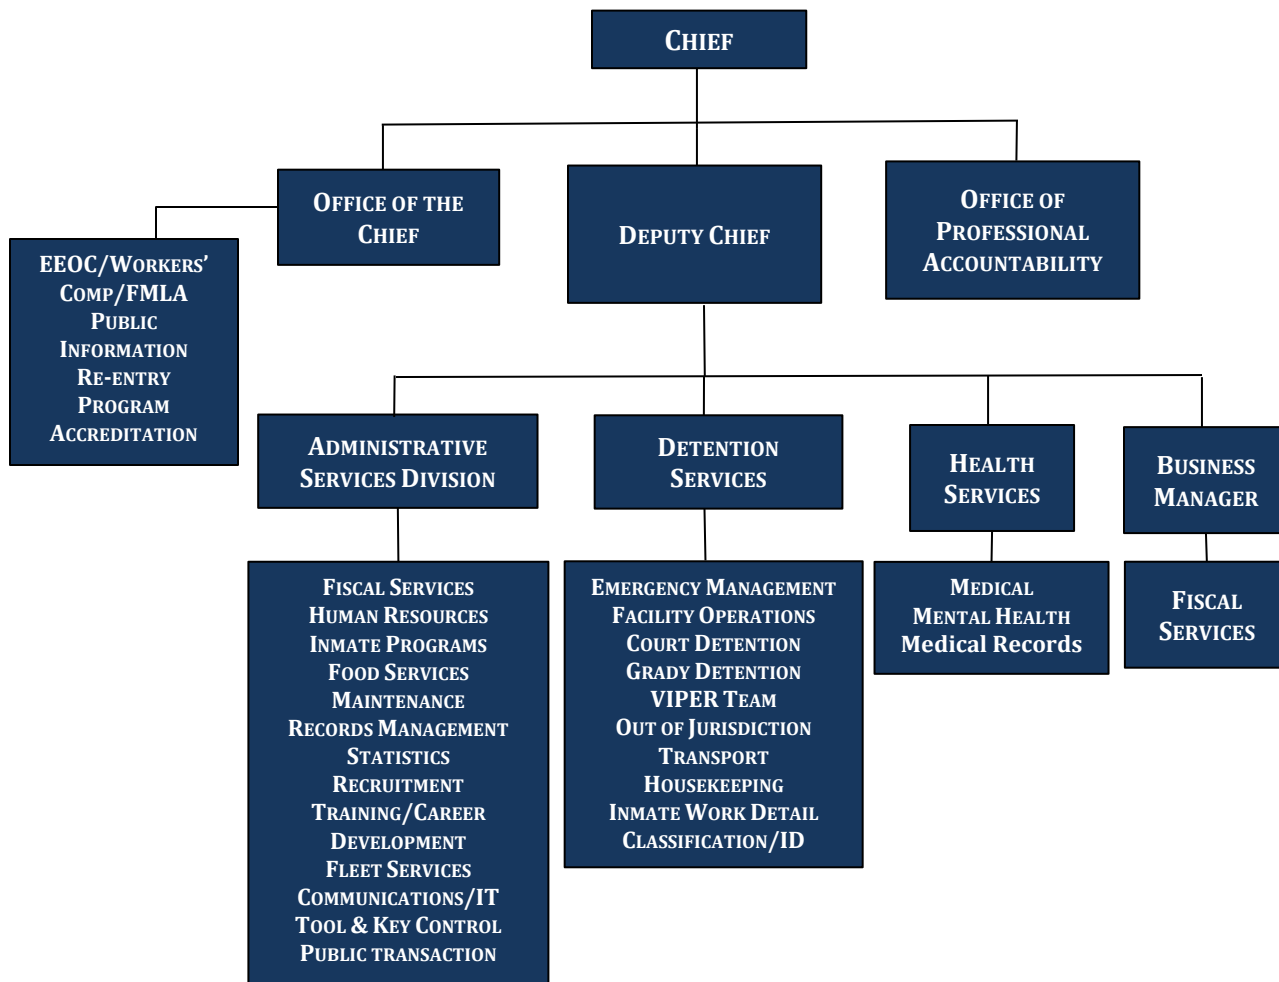 CHIEF
OFFICE OF THE
CHIEF
DEPUTY CHIEF
OFFICE OF
PROFESSIONAL
ACCOUNTABILITY
EEOC/WORKERS’
COMP/FMLA
PUBLIC
INFORMATION
RE-ENTRY
PROGRAM
ACCREDITATION
ADMINISTRATIVE
SERVICES DIVISION
DETENTION
SERVICES
HEALTH
SERVICES
BUSINESS
MANAGER
FISCAL SERVICES
HUMAN RESOURCES
INMATE PROGRAMS
FOOD SERVICES
MAINTENANCE
RECORDS MANAGEMENT
STATISTICS
RECRUITMENT
TRAINING/CAREER
DEVELOPMENT
FLEET SERVICES
COMMUNICATIONS/IT
TOOL & KEY CONTROL
PUBLIC TRANSACTION
EMERGENCY MANAGEMENT
FACILITY OPERATIONS
COURT DETENTION
GRADY DETENTION
VIPER TEAM
OUT OF JURISDICTION
TRANSPORT
HOUSEKEEPING
INMATE WORK DETAIL
CLASSIFICATION/ID
MEDICAL
MENTAL HEALTH
Medical Records
FISCAL
SERVICES